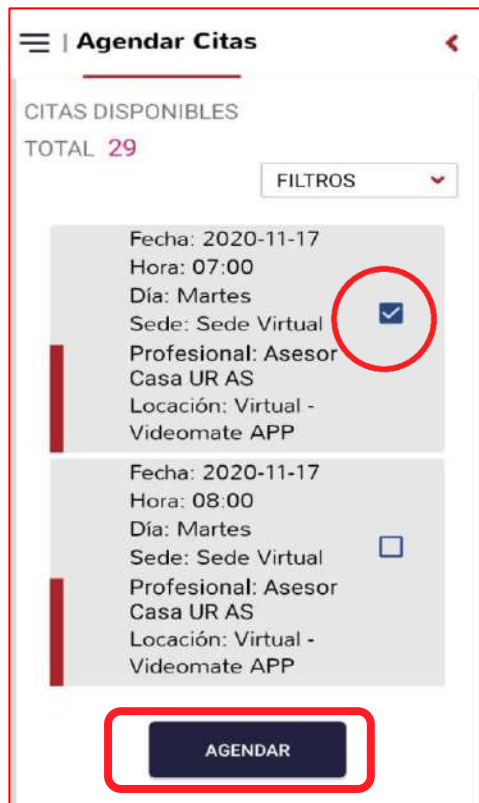 | Agendar Citas
CITAS DISPONIBLES
TOTAL 29
FILTROS
Fecha: 2020-11-17
Hora: 07:00
Día: Martes
Sede: Sede Virtual
Profesional: Asesor
Casa UR AS
Locación: Virtual -
Videomate APP
Fecha: 2020-11-17
Hora: 08:00
Día: Martes
Sede: Sede Virtual
Profesional: Asesor
Casa UR AS
Locación: Virtual -
Videomate APP
AGENDAR